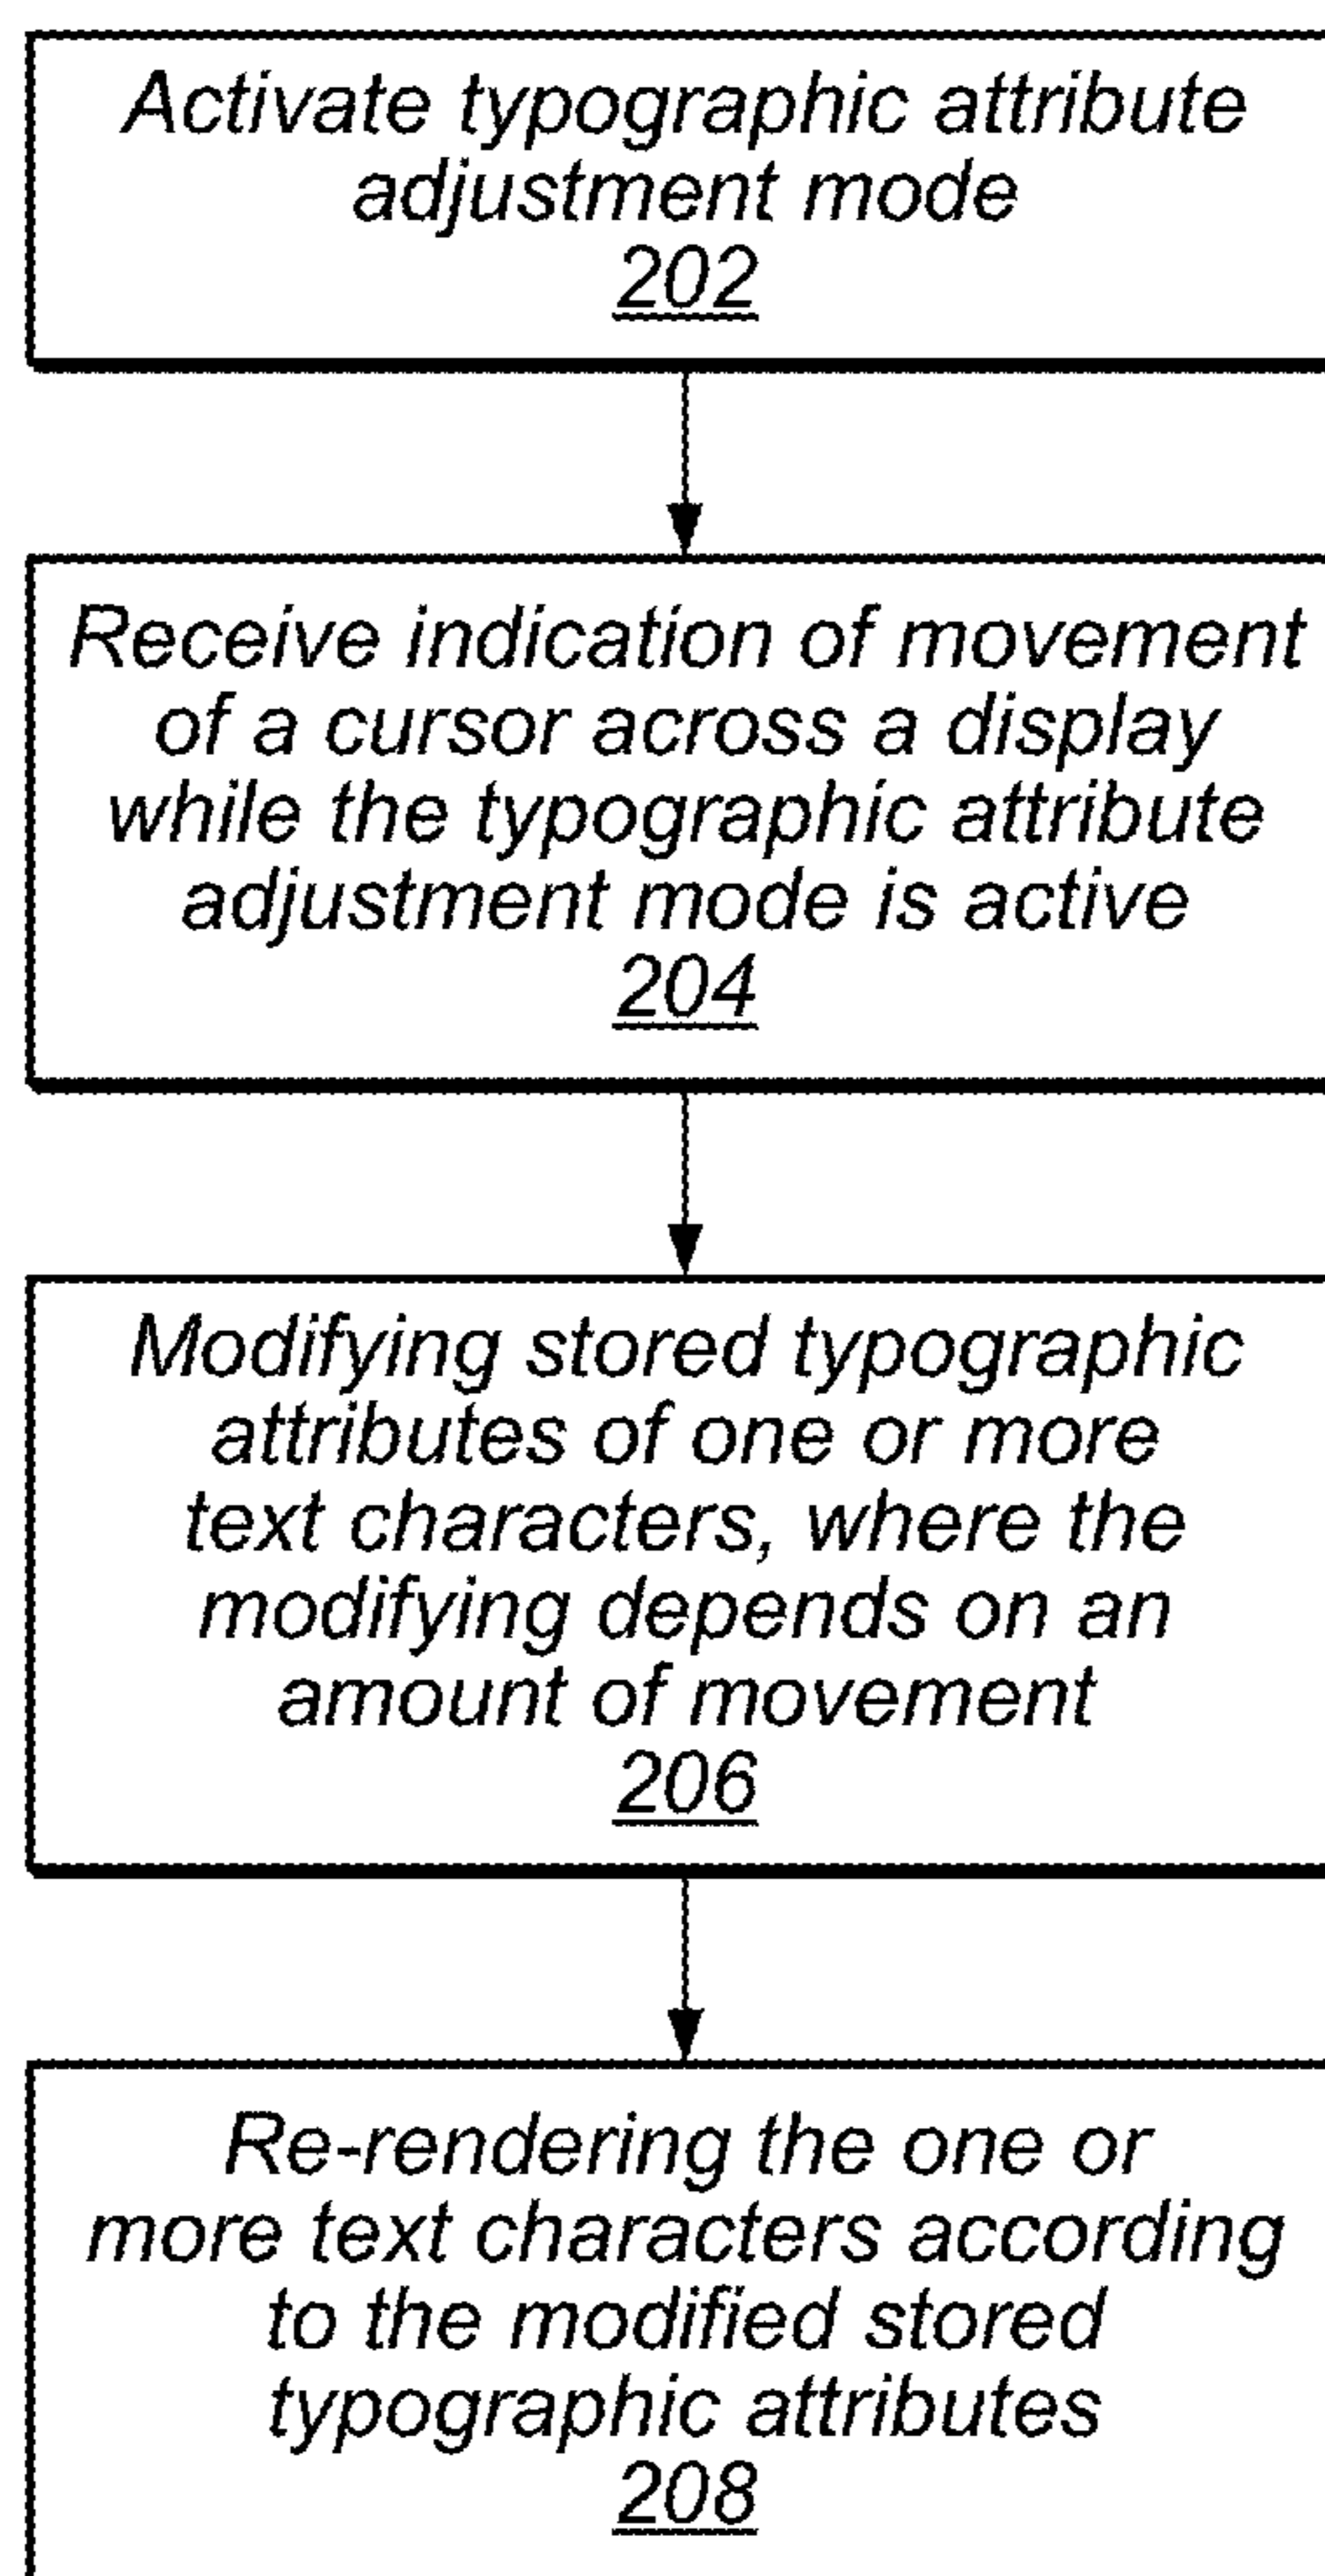 Activate typographic attribute
adjustment mode
202
Receive indication of movement
of a cursor across a display
while the typographic attribute
adjustment mode is active
204
Modifying stored typographic
attributes of one or more
text characters, where the
modifying depends on an
amount of movement
206
Re-rendering the one or
more text characters according
to the modified stored
typographic attributes
208